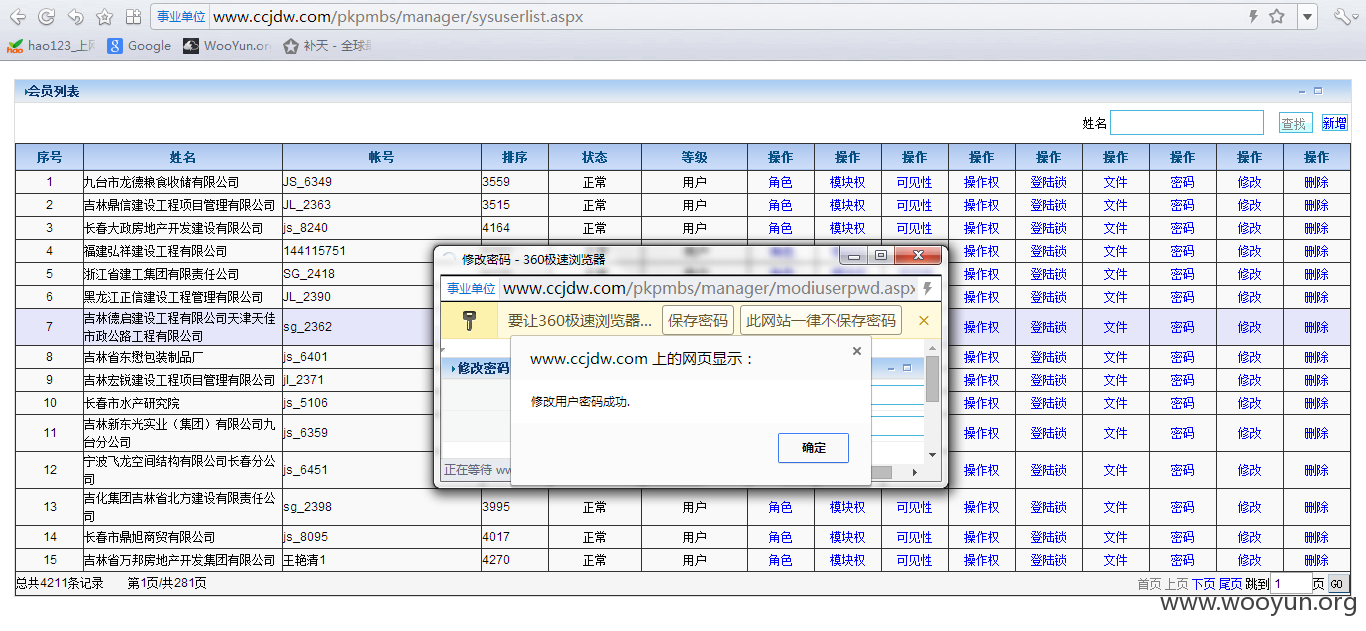 事业单位 www.ccjdw.com/pkpmbs/manager/sysuserlist.aspx
hao123_上网 Google WooYun.org 补天 - 全球
会员列表
姓名 查找 新增
序号 姓名 帐号 排序 状态 等级 操作 操作 操作 操作 操作 操作 操作 操作 操作
1 九台市龙德粮食收储有限公司 JS_6349 3559 正常 用户 角色 模块权 可见性 操作权 登陆锁 文件 密码 修改 删除
2 吉林鼎信建设工程项目管理有限公司 JL_2363 3515 正常 用户 角色 模块权 可见性 操作权 登陆锁 文件 密码 修改 删除
3 长春大政房地产开发建设有限公司 js_8240 4164 正常 用户 角色 模块权 可见性 操作权 登陆锁 文件 密码 修改 删除
4 福建弘祥建设工程有限公司 144115751 操作权 登陆锁 文件 密码 修改 删除
5 浙江省建工集团有限责任公司 SG_2418 操作权 登陆锁 文件 密码 修改 删除
6 黑龙江正信建设工程管理有限公司 JL_2390 操作权 登陆锁 文件 密码 修改 删除
7 吉林德启建设工程有限公司天津天佳
市政公路工程有限公司 sg_2362 操作权 登陆锁 文件 密码 修改 删除
8 吉林省东懋包装制品厂 js_6401 操作权 登陆锁 文件 密码 修改 删除
9 吉林宏锐建设工程项目管理有限公司 jl_2371 操作权 登陆锁 文件 密码 修改 删除
10 长春市水产研究院 js_5106 操作权 登陆锁 文件 密码 修改 删除
11 吉林新东光实业（集团）有限公司九
台分公司 js_6359 操作权 登陆锁 文件 密码 修改 删除
12 宁波飞龙空间结构有限公司长春分公
司 js_6451 操作权 登陆锁 文件 密码 修改 删除
13 吉化集团吉林省北方建设有限责任公
司 sg_2398 3995 正常 用户 角色 模块权 可见性 操作权 登陆锁 文件 密码 修改 删除
14 长春市鼎旭商贸有限公司 js_8095 4017 正常 用户 角色 模块权 可见性 操作权 登陆锁 文件 密码 修改 删除
15 吉林省万邦房地产开发集团有限公司 王艳清1 4270 正常 用户 角色 模块权 可见性 操作权 登陆锁 文件 密码 修改 删除
总共4211条记录 第1页/共281页 首页 上页 下页 尾页 跳到 1 页 GO
修改密码 - 360极速浏览器
事业单位 www.ccjdw.com/pkpmbs/manager/modiuserpwd.aspx
要让360极速浏览器... 保存密码 此网站一律不保存密码
修改密码
www.ccjdw.com 上的网页显示：
修改用户密码成功.
确定
正在等待 ww
www.wooyun.org